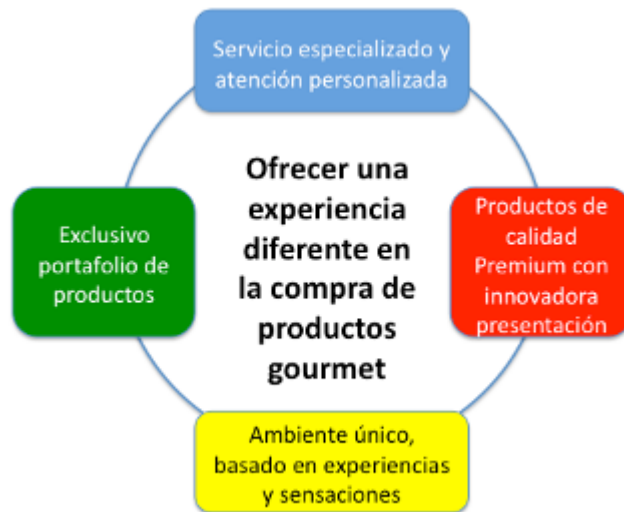 Servicio especializado y
atención personalizada
Ofrecer una
experiencia
diferente en
la compra de
productos
gourmet
Exclusivo
portafolio de
productos
Productos de
calidad
Premium con
innovadora
presentación
Ambiente único,
basado en experiencias
y sensaciones